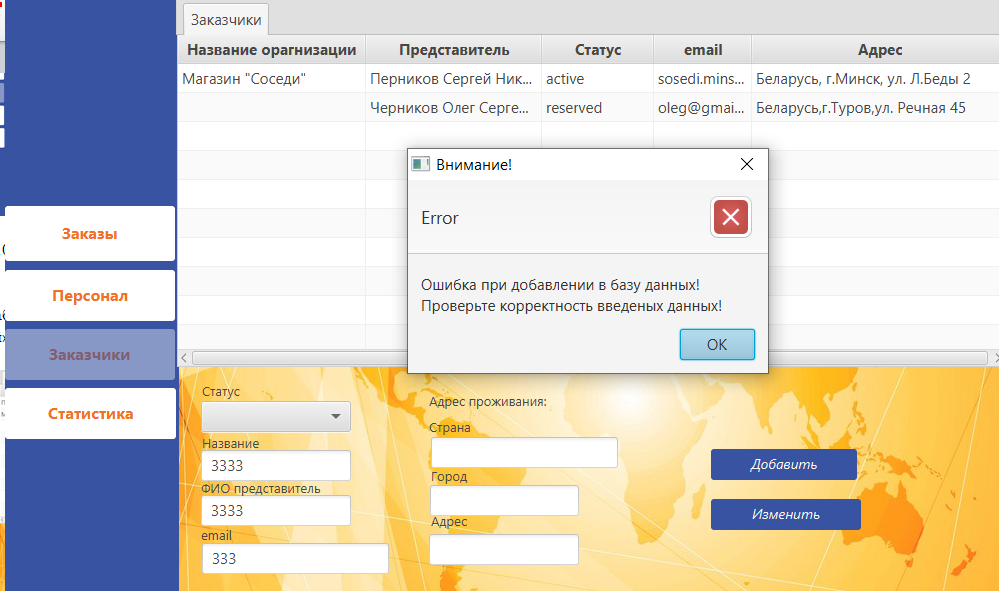 Заказчики
Название орагнизации Представитель Статус email Адрес
Магазин "Соседи" Перников Сергей Ник... active sosedi.mins... Беларусь, г.Минск, ул. Л.Беды 2
Черников Олег Серге... reserved oleg@gmai... Беларусь,г.Туров,ул. Речная 45
Внимание!
Error
Ошибка при добавлении в базу данных!
Проверьте корректность введеных данных!
OK
Заказы
Персонал
Заказчики
Статистика
Статус
Название
3333
ФИО представитель
3333
email
333
Адрес проживания:
Страна
Город
Адрес
Добавить
Изменить